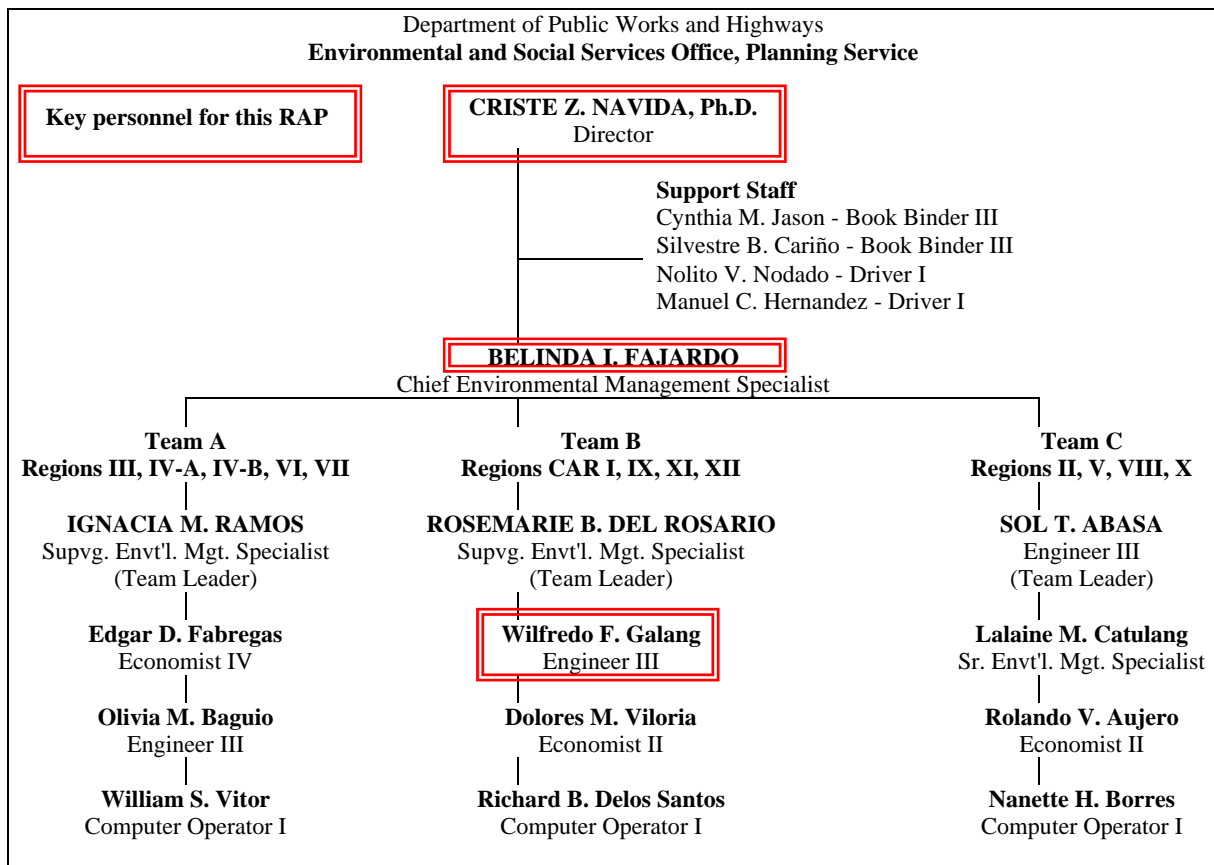 Department of Public Works and Highways
Environmental and Social Services Office, Planning Service
Key personnel for this RAP
CRISTE Z. NAVIDA, Ph.D.
Director
Support Staff
Cynthia M. Jason - Book Binder III
Silvestre B. Cariño - Book Binder III
Nolito V. Nodado - Driver I
Manuel C. Hernandez - Driver I
BELINDA I. FAJARDO
Chief Environmental Management Specialist
Team A
Regions III, IV-A, IV-B, VI, VII
IGNACIA M. RAMOS
Supvg. Envt'l. Mgt. Specialist
(Team Leader)
Edgar D. Fabregas
Economist IV
Olivia M. Baguio
Engineer III
William S. Vitor
Computer Operator I
Team B
Regions CAR I, IX, XI, XII
ROSEMARIE B. DEL ROSARIO
Supvg. Envt'l. Mgt. Specialist
(Team Leader)
Wilfredo F. Galang
Engineer III
Dolores M. Viloria
Economist II
Richard B. Delos Santos
Computer Operator I
Team C
Regions II, V, VIII, X
SOL T. ABASA
Engineer III
(Team Leader)
Lalaine M. Catulang
Sr. Envt'l. Mgt. Specialist
Rolando V. Aujero
Economist II
Nanette H. Borres
Computer Operator I